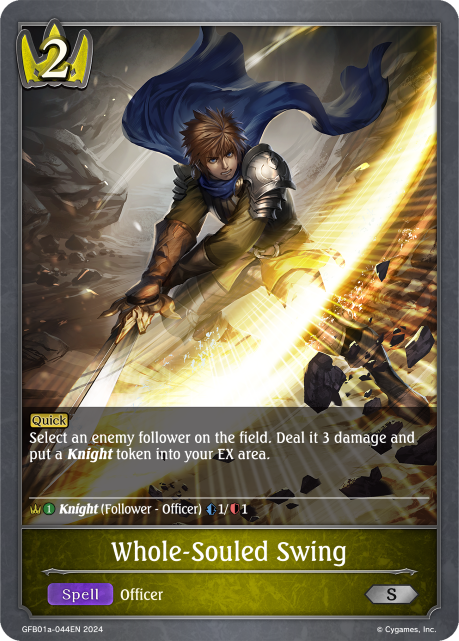 2
Quick
Select an enemy follower on the field. Deal it 3 damage and
put a Knight token into your EX area.
1 Knight (Follower - Officer) 1/ 1
Whole-Souled Swing
Spell Officer S
GFB01a-044EN 2024 © Cygames, Inc.